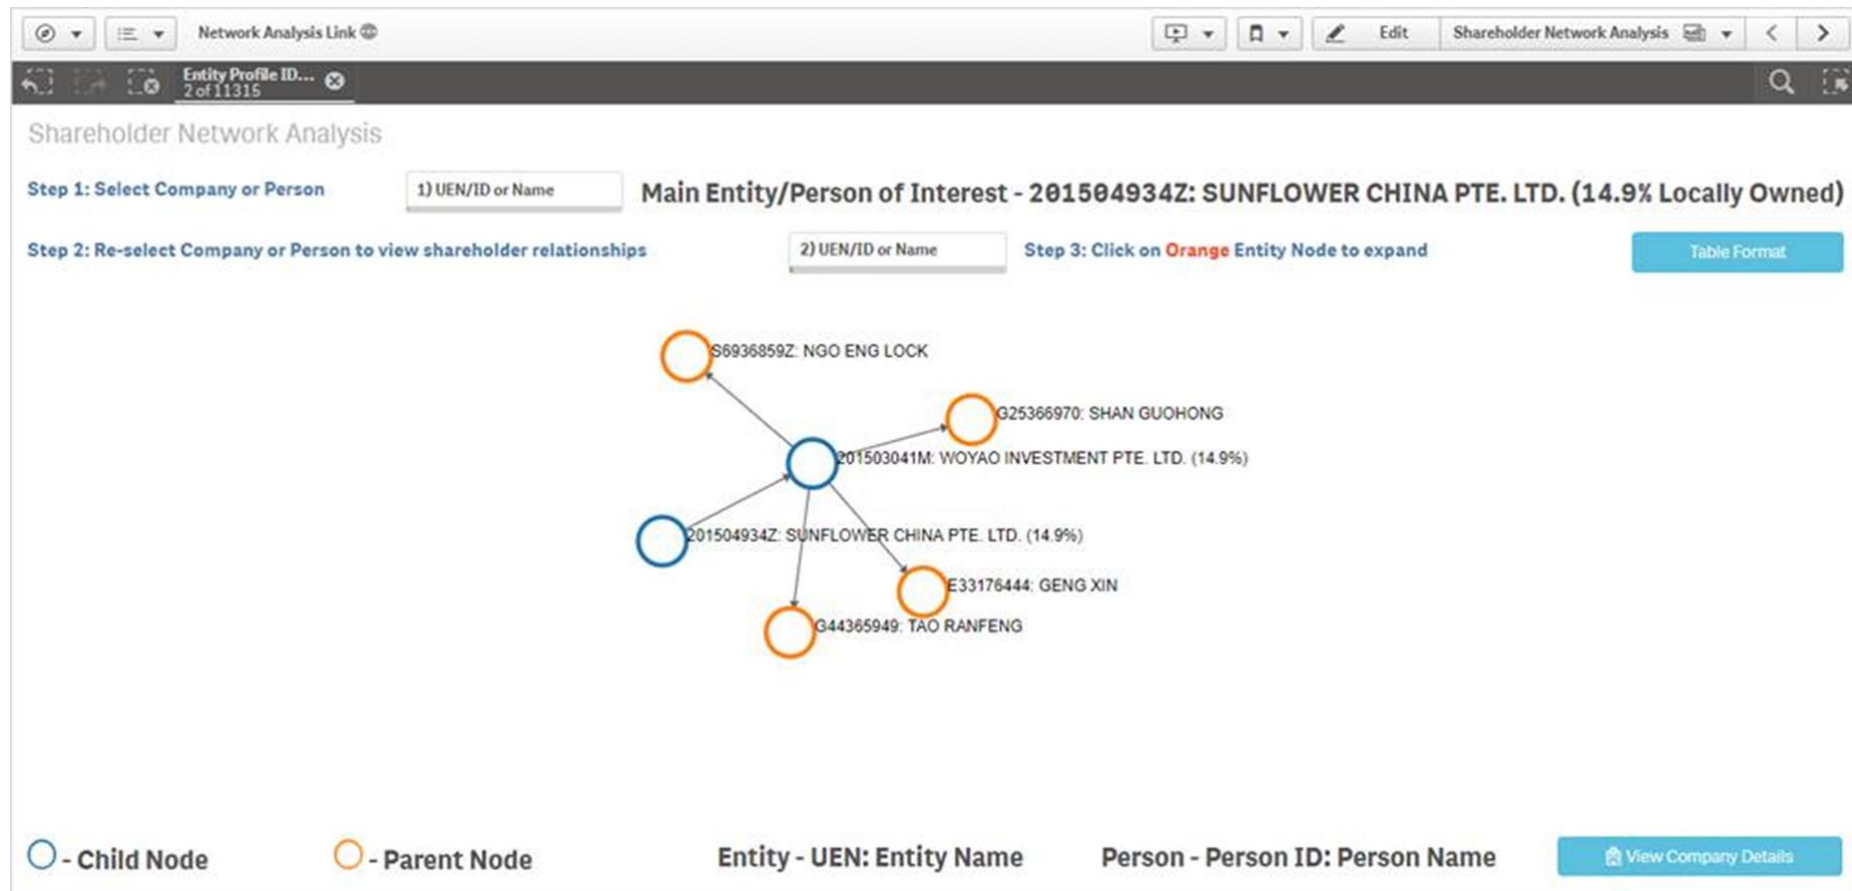 Network Analysis Link
Edit
Shareholder Network Analysis
Entity Profile ID...
2 of 11315
Shareholder Network Analysis
Step 1: Select Company or Person
1) UEN/ID or Name
Main Entity/Person of Interest - 201504934Z: SUNFLOWER CHINA PTE. LTD. (14.9% Locally Owned)
Step 2: Re-select Company or Person to view shareholder relationships
2) UEN/ID or Name
Step 3: Click on Orange Entity Node to expand
Table Format
S6936859Z: NGO ENG LOCK
G25366970: SHAN GUOHONG
201503041M: WOYAO INVESTMENT PTE. LTD. (14.9%)
201504934Z: SUNFLOWER CHINA PTE. LTD. (14.9%)
E33176444: GENG XIN
G44365949: TAO RANFENG
- Child Node
- Parent Node
Entity - UEN: Entity Name
Person - Person ID: Person Name
View Company Details